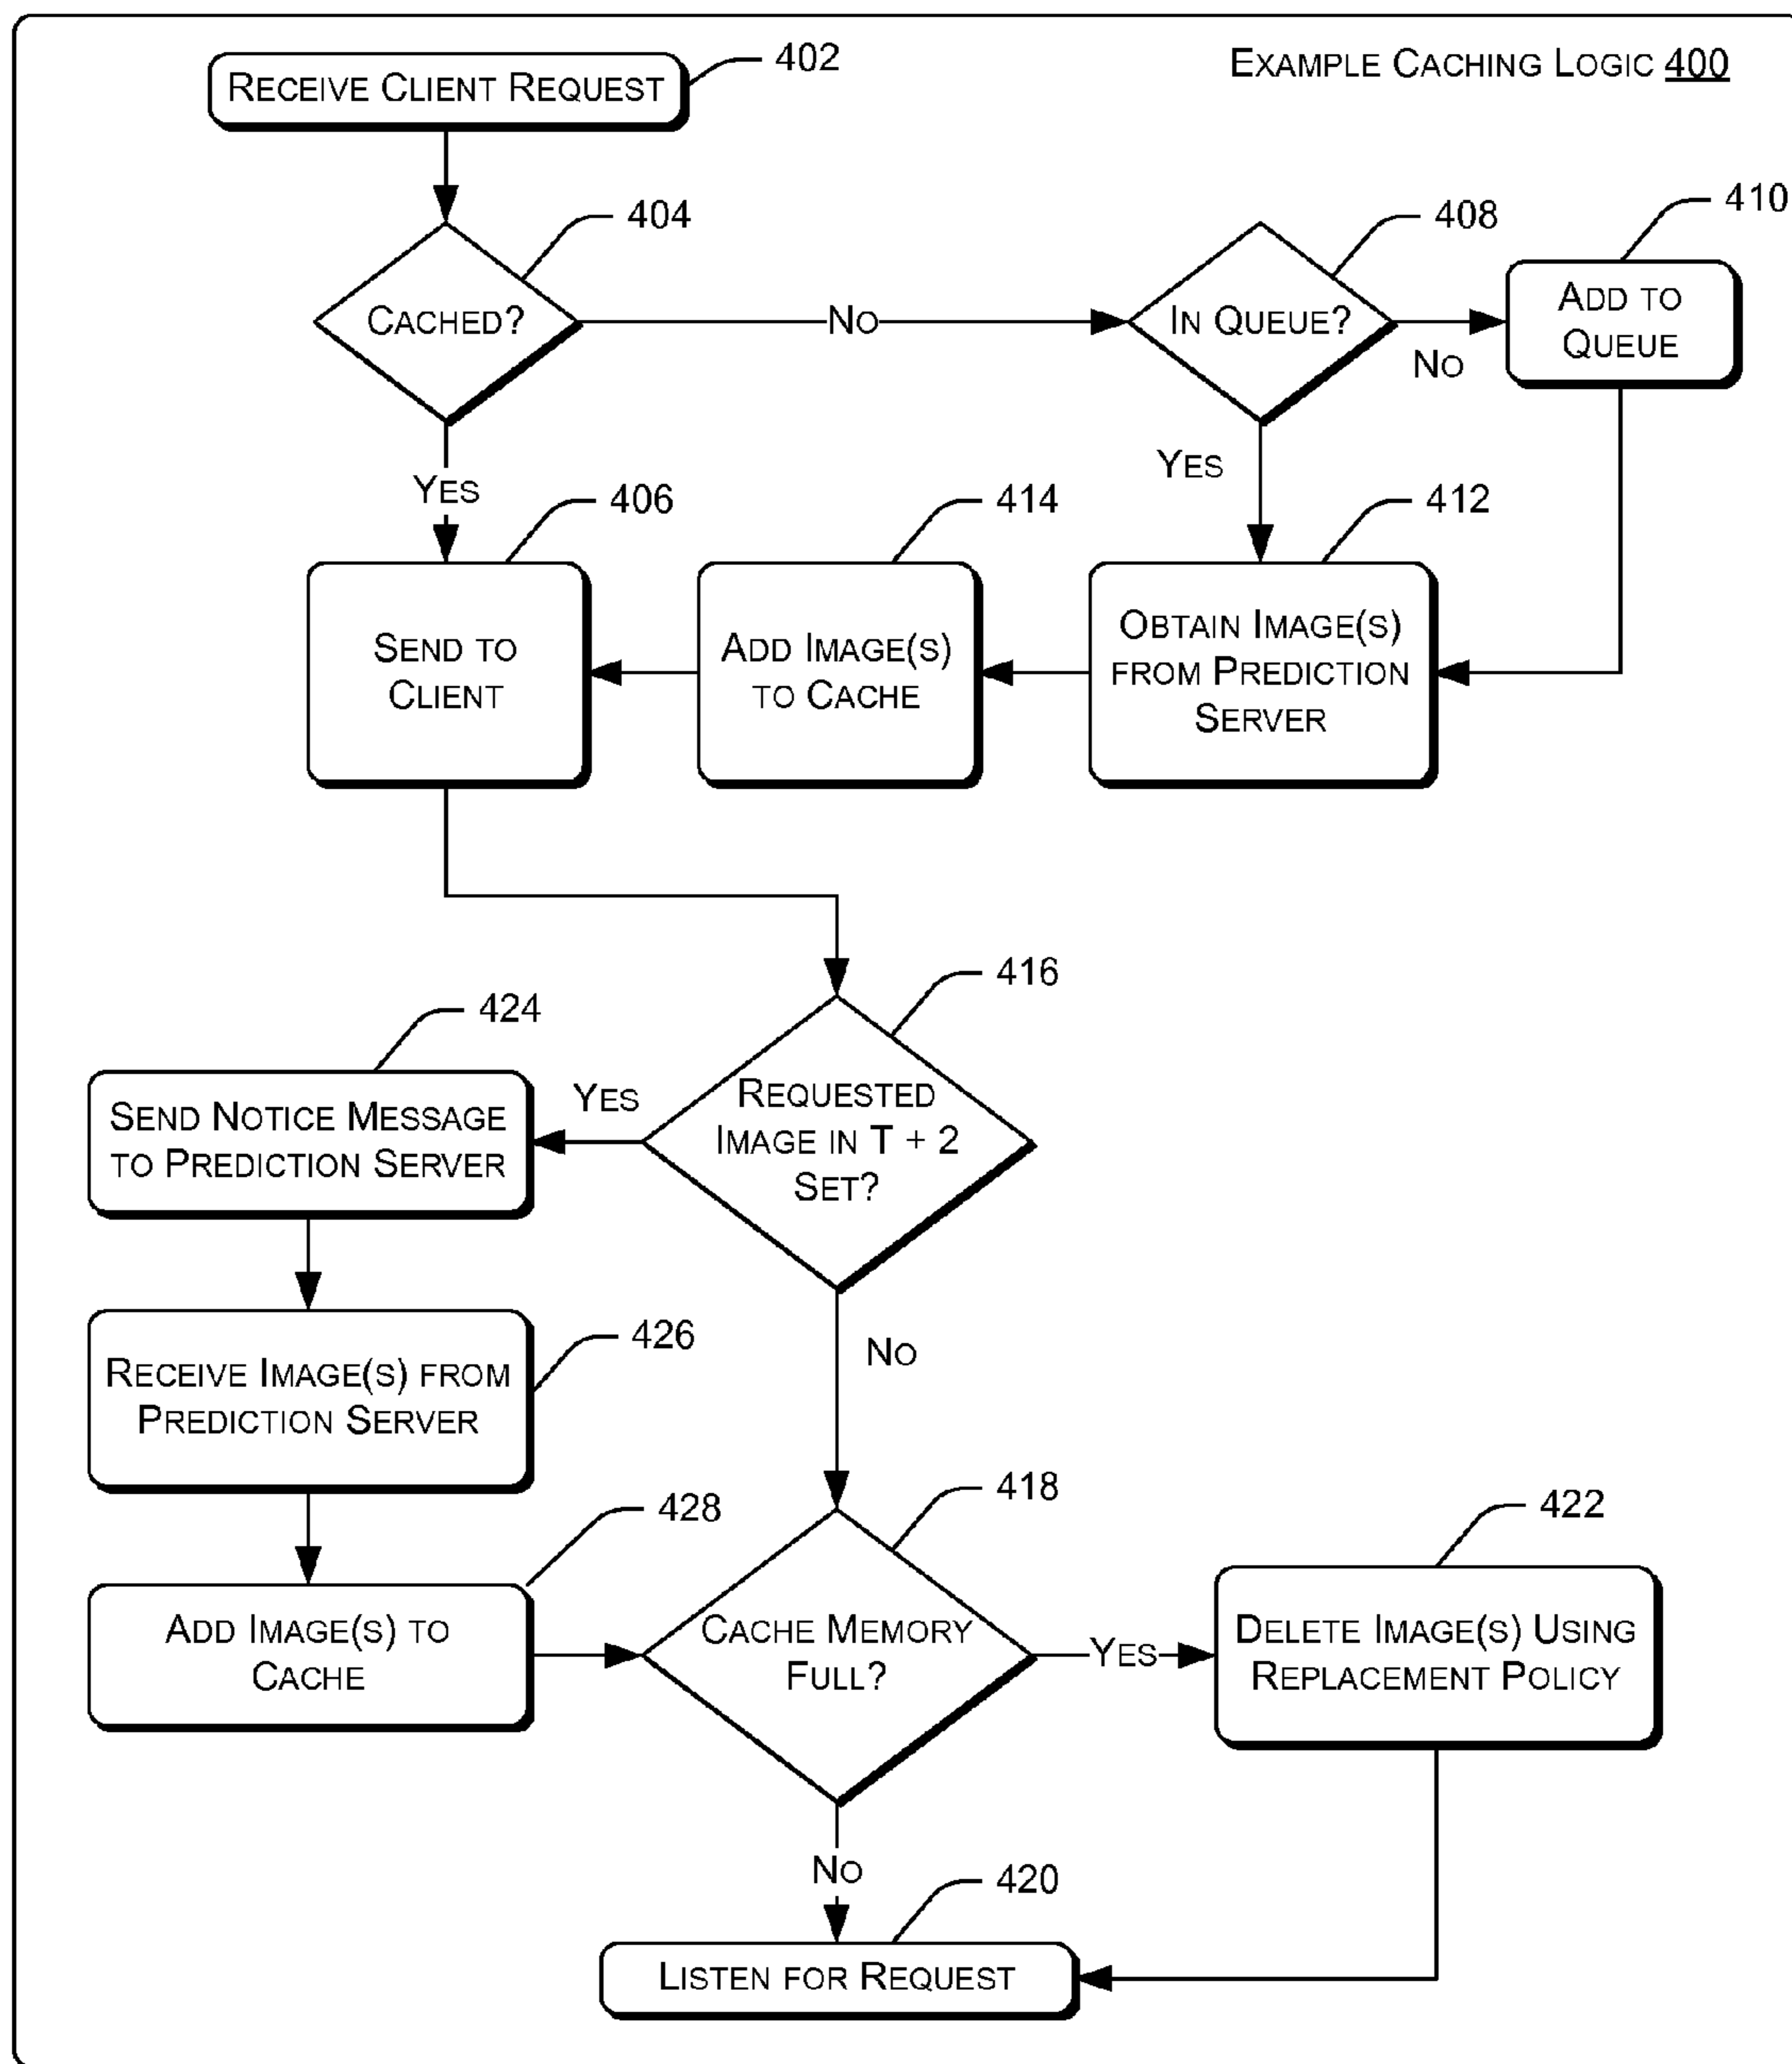 EXAMPLE CACHING LOGIC 400
RECEIVE CLIENT REQUEST
402
404
CACHED?
NO
408
IN QUEUE?
NO
410
ADD TO
QUEUE
YES
YES
406
SEND TO
CLIENT
414
ADD IMAGE(S)
TO CACHE
412
OBTAIN IMAGE(S)
FROM PREDICTION
SERVER
416
REQUESTED
IMAGE IN T + 2
SET?
YES
424
SEND NOTICE MESSAGE
TO PREDICTION SERVER
426
RECEIVE IMAGE(S) FROM
PREDICTION SERVER
NO
428
ADD IMAGE(S) TO
CACHE
418
CACHE MEMORY
FULL?
YES
422
DELETE IMAGE(S) USING
REPLACEMENT POLICY
NO
420
LISTEN FOR REQUEST